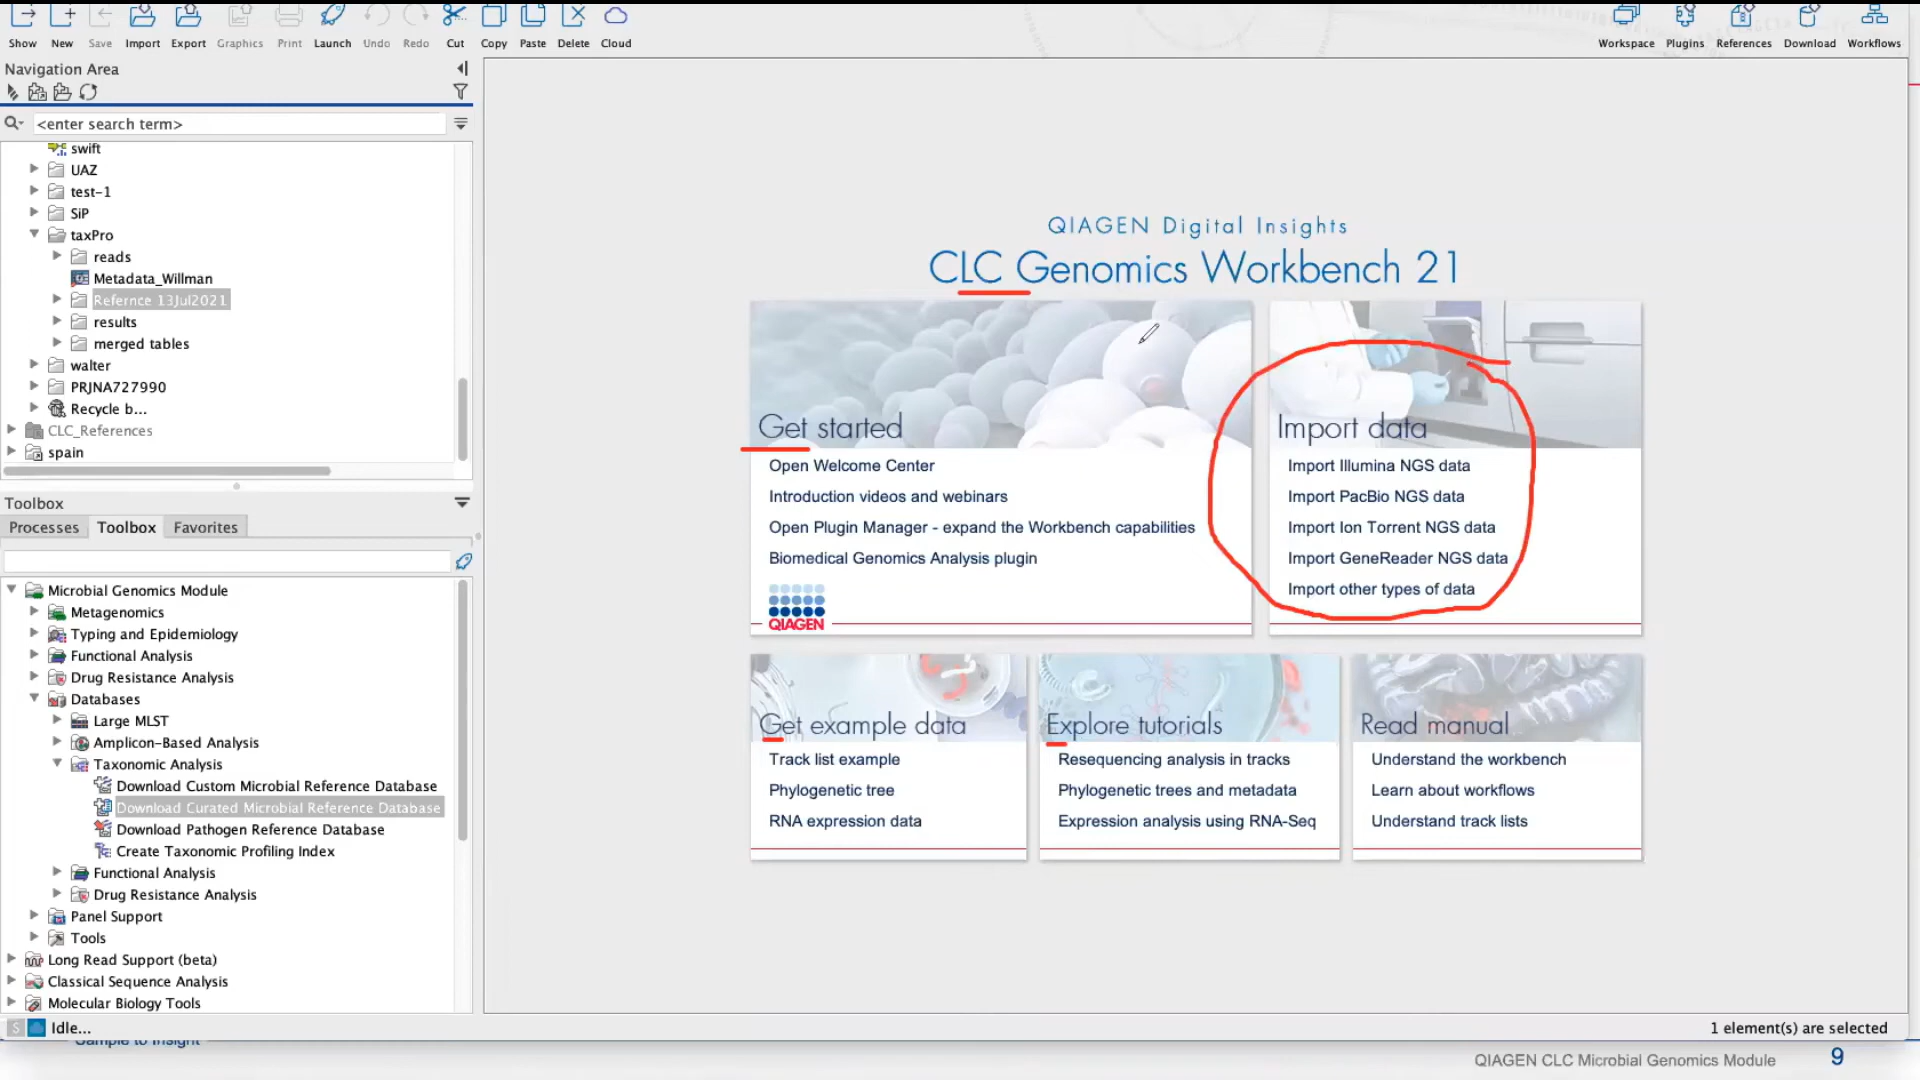 Show New Save Import Export Graphics Print Launch Undo Redo Cut Copy Paste Delete Cloud Workspace Plugins References Download Workflows
Navigation Area
<enter search term>
swift
UAZ
test-1
SiP
taxPro
reads
Metadata_Willman
Refernce 13Jul2021
results
merged tables
walter
PRJNA727990
Recycle b...
CLC_References
spain
Toolbox
Processes Toolbox Favorites
Microbial Genomics Module
Metagenomics
Typing and Epidemiology
Functional Analysis
Drug Resistance Analysis
Databases
Large MLST
Amplicon-Based Analysis
Taxonomic Analysis
Download Custom Microbial Reference Database
Download Curated Microbial Reference Database
Download Pathogen Reference Database
Create Taxonomic Profiling Index
Functional Analysis
Drug Resistance Analysis
Panel Support
Tools
Long Read Support (beta)
Classical Sequence Analysis
Molecular Biology Tools
QIAGEN Digital Insights
CLC Genomics Workbench 21
Get started
Open Welcome Center
Introduction videos and webinars
Open Plugin Manager - expand the Workbench capabilities
Biomedical Genomics Analysis plugin
QIAGEN
Import data
Import Illumina NGS data
Import PacBio NGS data
Import Ion Torrent NGS data
Import GeneReader NGS data
Import other types of data
Get example data
Track list example
Phylogenetic tree
RNA expression data
Explore tutorials
Resequencing analysis in tracks
Phylogenetic trees and metadata
Expression analysis using RNA-Seq
Read manual
Understand the workbench
Learn about workflows
Understand track lists
S Idle...
1 element(s) are selected
Sample to Insight
QIAGEN CLC Microbial Genomics Module 9